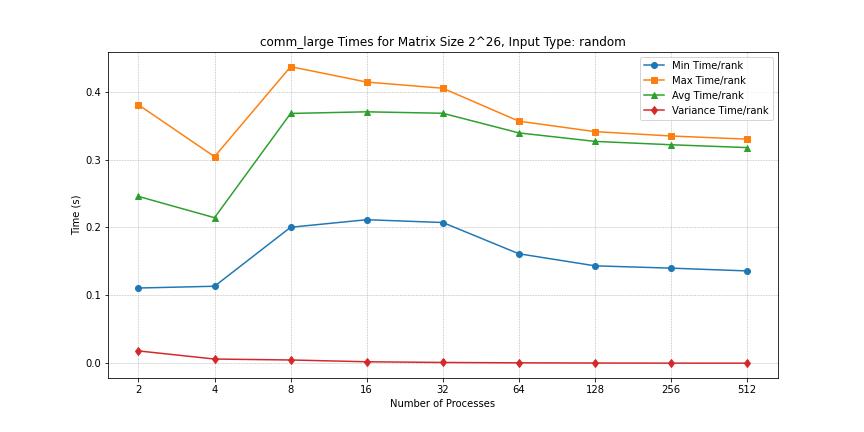 comm_large Times for Matrix Size 2^26, Input Type: random
Min Time/rank
Max Time/rank
Avg Time/rank
Variance Time/rank
Time (s)
0.4
0.3
0.2
0.1
0.0
2 4 8 16 32 64 128 256 512
Number of Processes